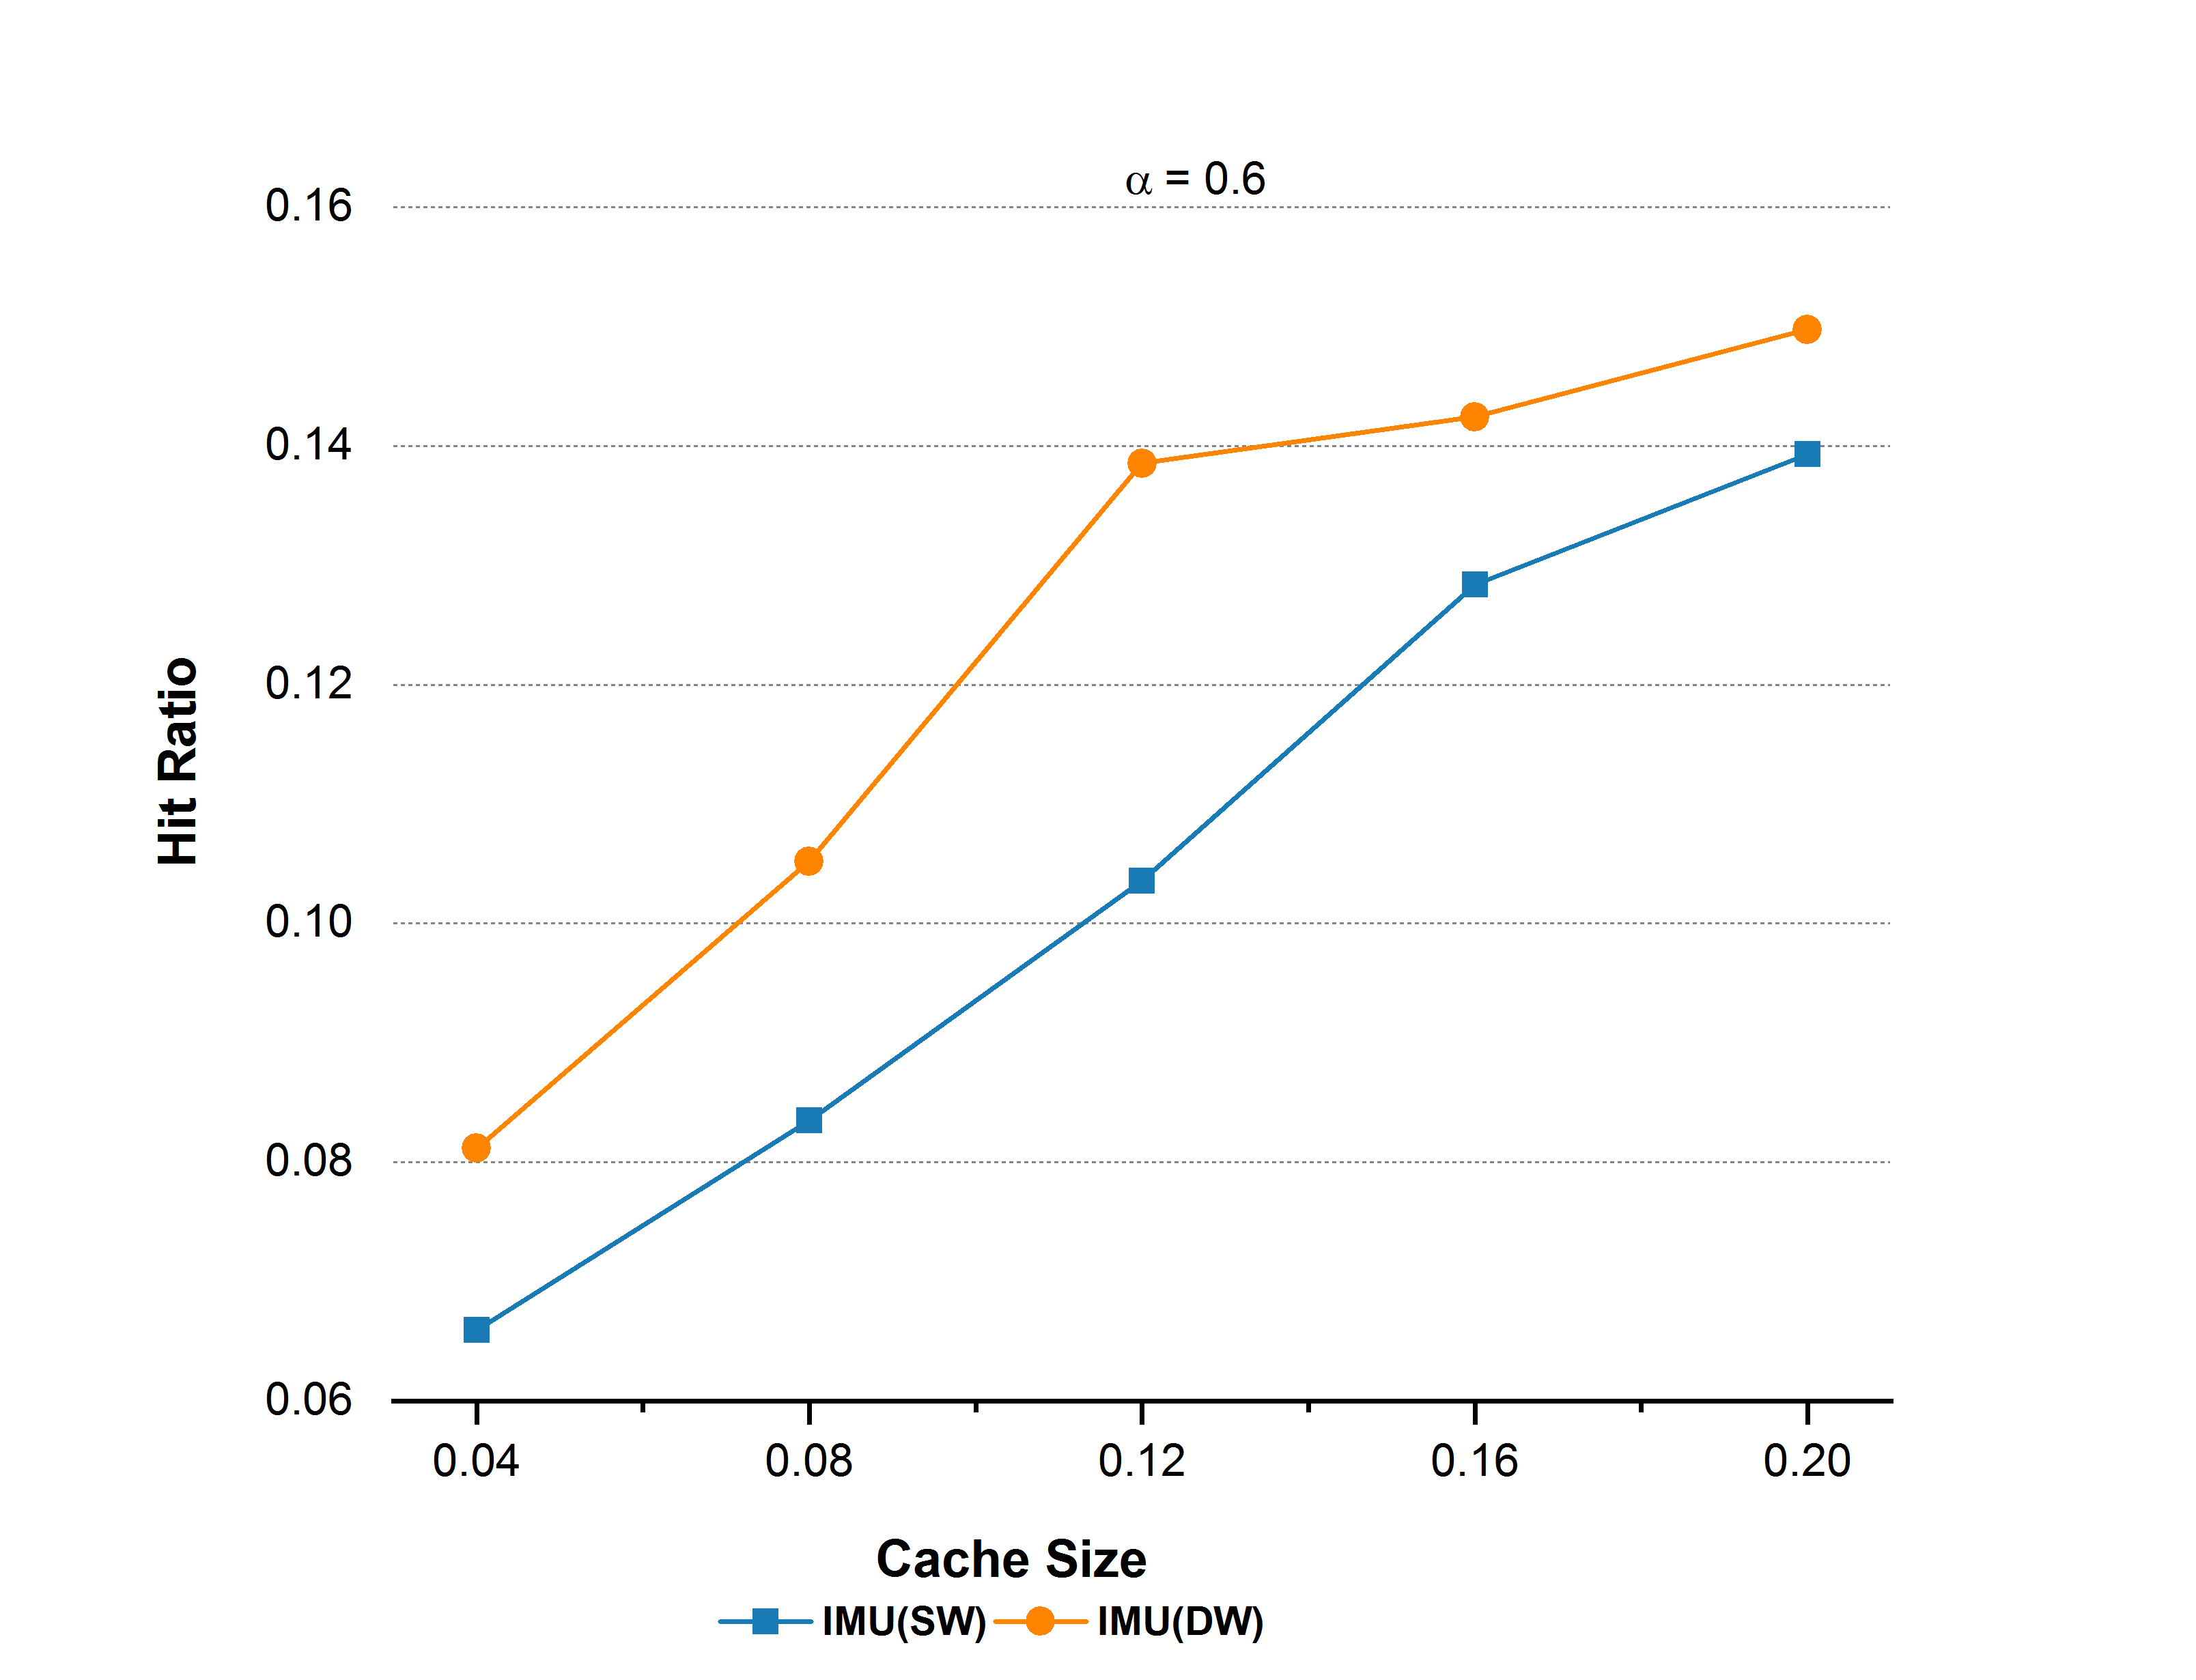 α = 0.6
0.16
0.14
0.12
0.10
0.08
0.06
Hit Ratio
0.04 0.08 0.12 0.16 0.20
Cache Size
IMU(SW) IMU(DW)